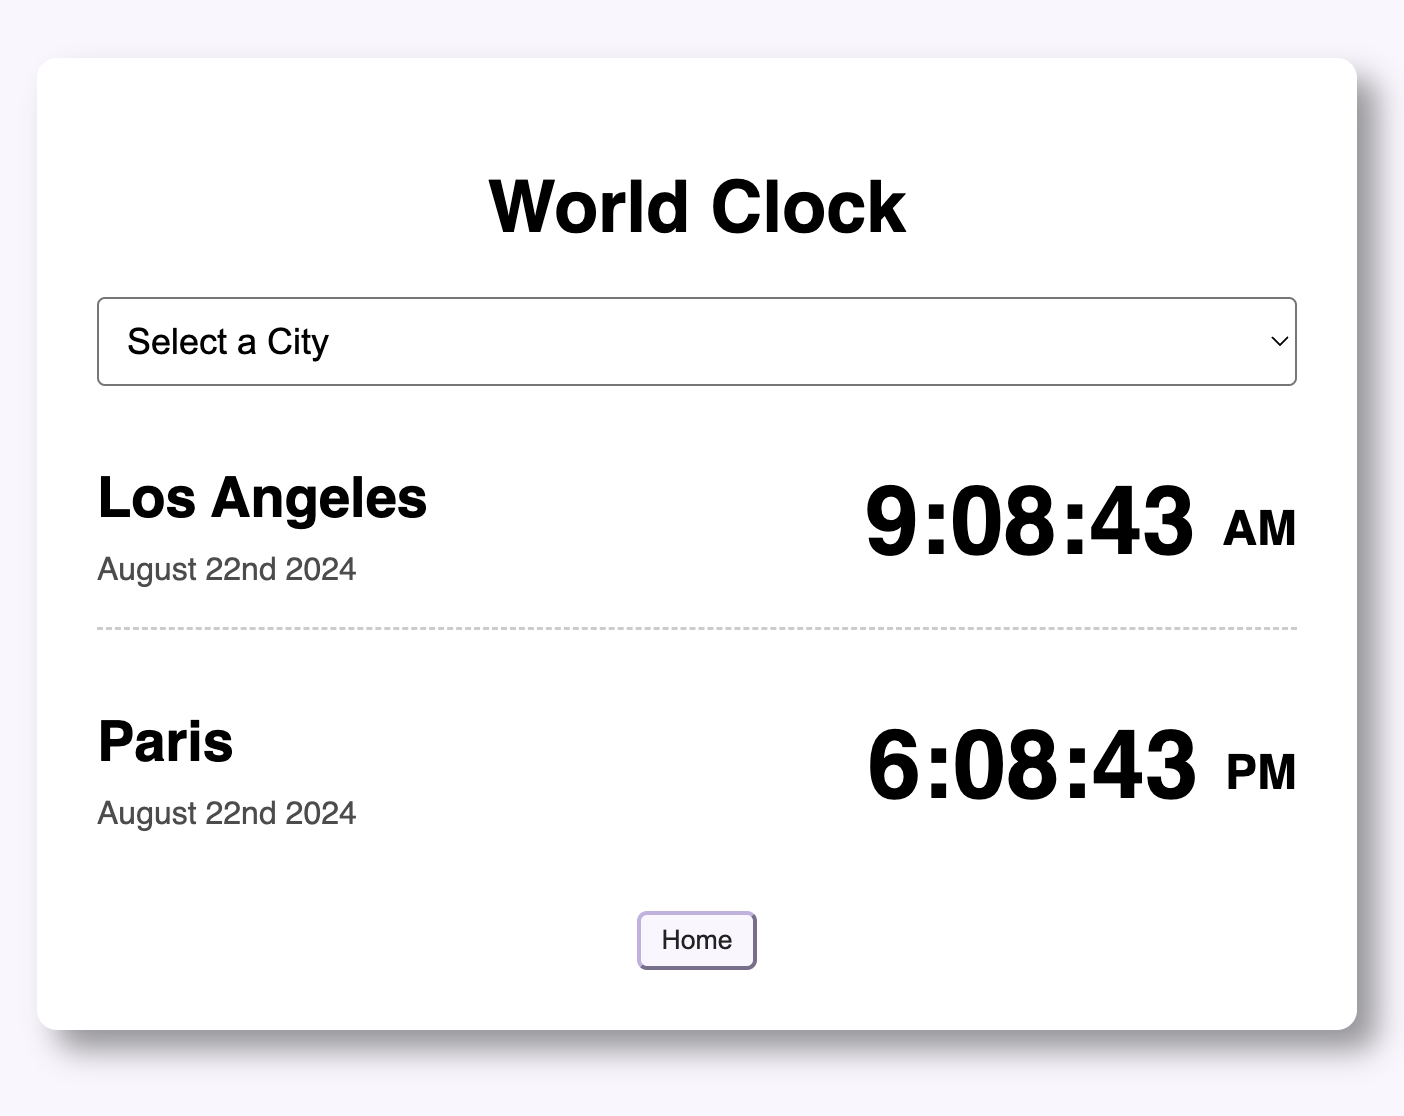 World Clock
Select a City
Los Angeles
9:08:43 AM
August 22nd 2024
Paris
6:08:43 PM
August 22nd 2024
Home